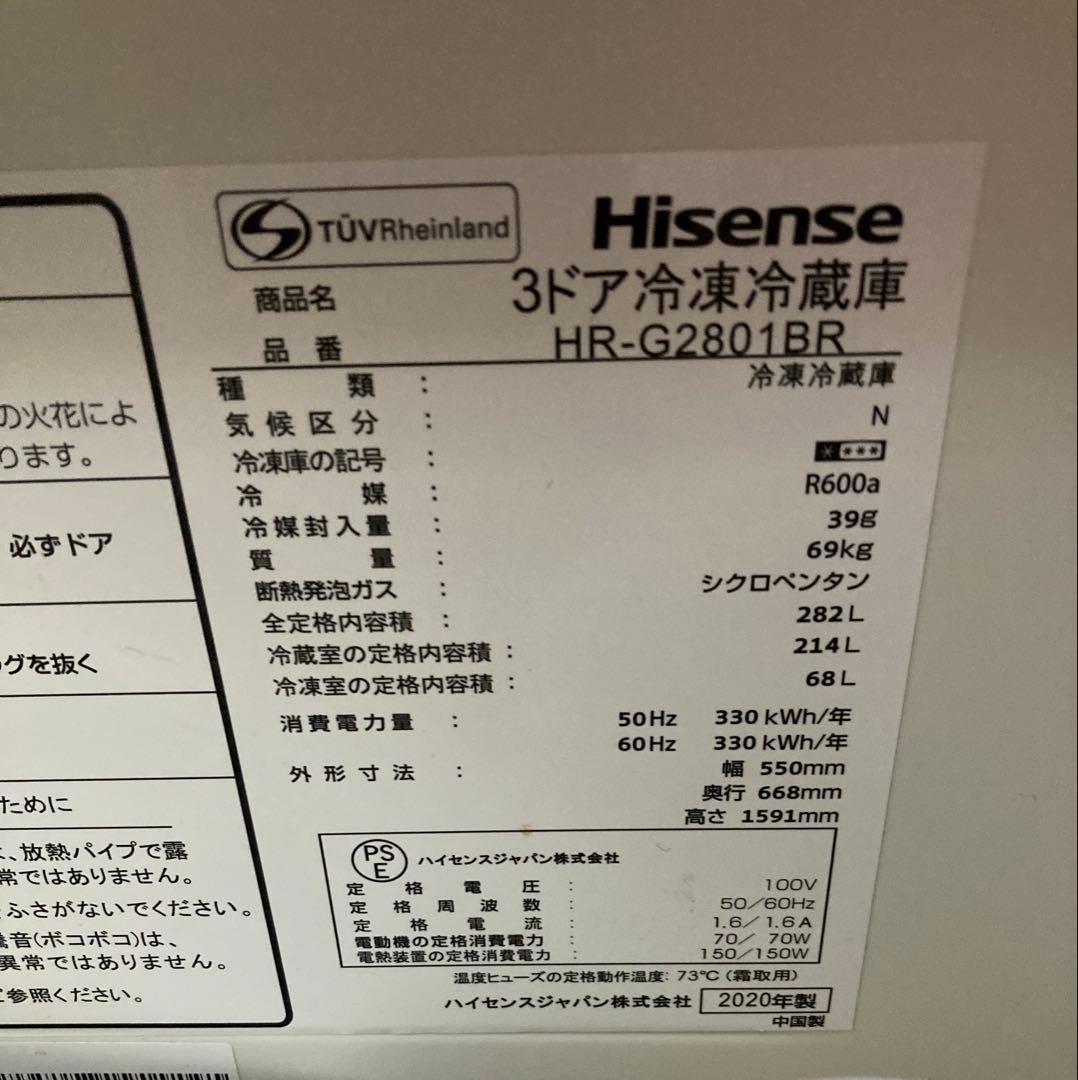 TÜVRheinland
Hisense
商品名 3ドア冷凍冷蔵庫
品番 HR-G2801BR
種類 : 冷凍冷蔵庫
気候区分 : N
冷凍庫の記号 : ****
冷媒 : R600a
冷媒封入量 : 39g
質量 : 69kg
断熱発泡ガス : シクロペンタン
全定格内容積 : 282L
冷蔵室の定格内容積 : 214L
冷凍室の定格内容積 : 68L
消費電力量 : 50Hz 330kWh/年
60Hz 330kWh/年
外形寸法 : 幅 550mm
奥行 668mm
高さ 1591mm
PSE ハイセンスジャパン株式会社
定格電圧 : 100V
定格周波数 : 50/60Hz
定格電流 : 1.6/1.6A
電動機の定格消費電力 : 70/70W
電熱装置の定格消費電力 : 150/150W
温度ヒューズの定格動作温度: 73℃(霜取用)
ハイセンスジャパン株式会社 2020年製
中国製
の火花によ
ります。
必ずドア
グを抜く
ために
、放熱パイプで露
常ではありません。
ふさがないでください。
音(ボコボコ)は、
異常ではありません。
ご参照ください。